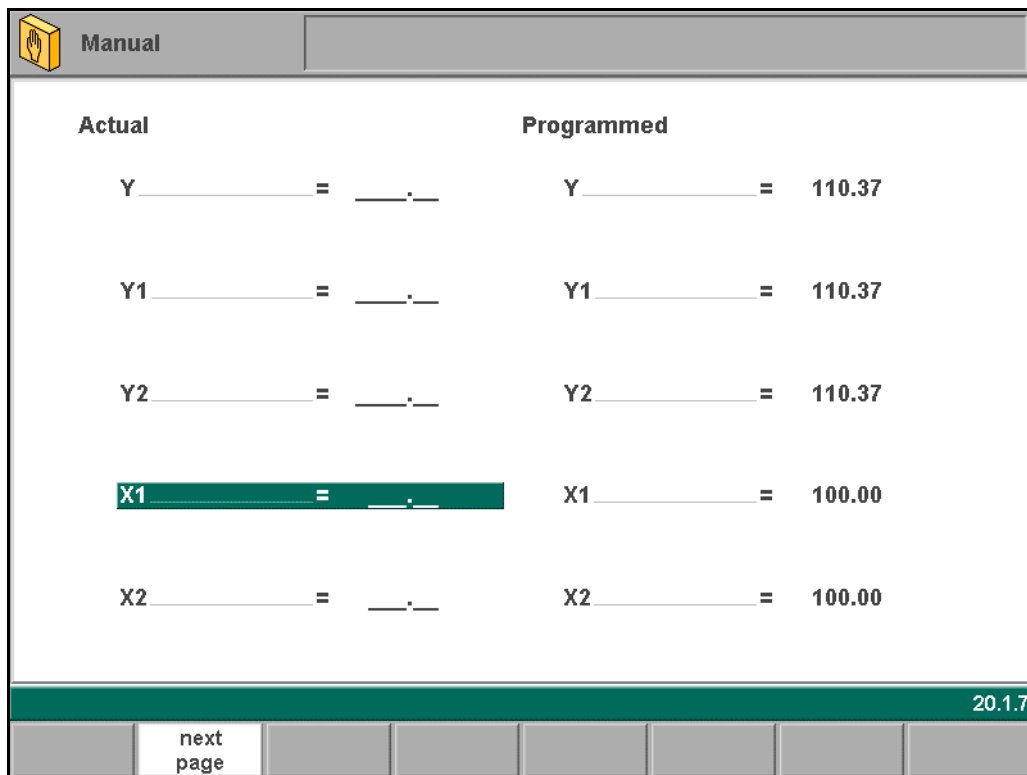 Manual
Actual Programmed
Y = ___.__ Y = 110.37
Y1 = ___.__ Y1 = 110.37
Y2 = ___.__ Y2 = 110.37
X1 = ___.__ X1 = 100.00
X2 = ___.__ X2 = 100.00
20.1.7
next
page